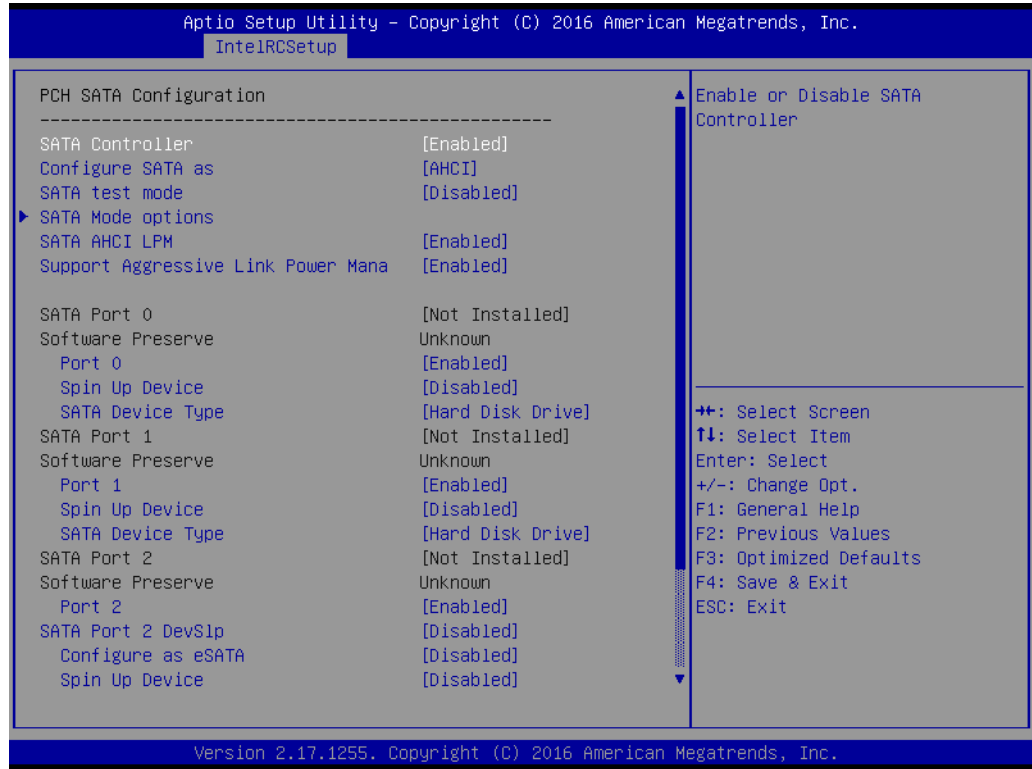 Aptio Setup Utility – Copyright (C) 2016 American Megatrends, Inc.
IntelRCSetup
PCH SATA Configuration
--------------------------------------------------
SATA Controller [Enabled]
Configure SATA as [AHCI]
SATA test mode [Disabled]
SATA Mode options
SATA AHCI LPM [Enabled]
Support Aggressive Link Power Mana [Enabled]
SATA Port 0 [Not Installed]
Software Preserve Unknown
Port 0 [Enabled]
Spin Up Device [Disabled]
SATA Device Type [Hard Disk Drive]
SATA Port 1 [Not Installed]
Software Preserve Unknown
Port 1 [Enabled]
Spin Up Device [Disabled]
SATA Device Type [Hard Disk Drive]
SATA Port 2 [Not Installed]
Software Preserve Unknown
Port 2 [Enabled]
SATA Port 2 DevSlp [Disabled]
Configure as eSATA [Disabled]
Spin Up Device [Disabled]
Enable or Disable SATA
Controller
→←: Select Screen
↑↓: Select Item
Enter: Select
+/-: Change Opt.
F1: General Help
F2: Previous Values
F3: Optimized Defaults
F4: Save & Exit
ESC: Exit
Version 2.17.1255. Copyright (C) 2016 American Megatrends, Inc.